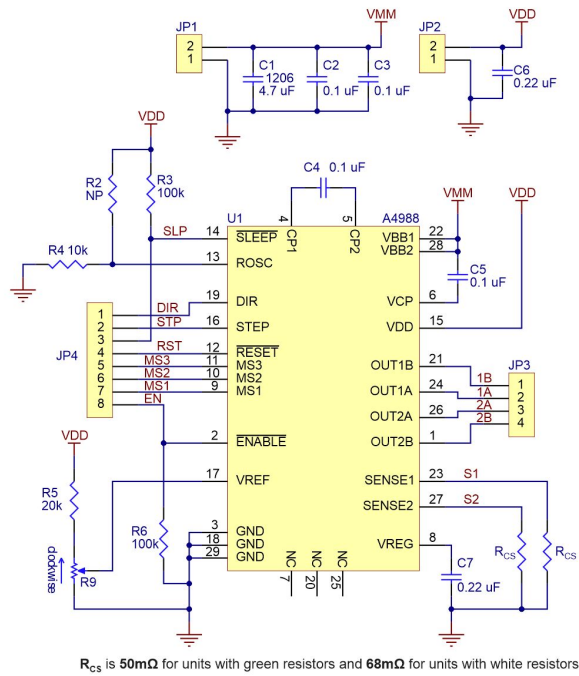 JP1
2
1
C1
1206
4.7 uF
C2
0.1 uF
C3
0.1 uF
VMM
JP2
2
1
VDD
C6
0.22 uF
VDD
R2
NP
R3
100k
C4 0.1 uF
U1
A4988
4
CP1
5
CP2
VMM
VDD
SLP 14 SLEEP
R4 10k
13 ROSC
VBB1 22
VBB2 28
C5
0.1 uF
VCP 6
VDD 15
JP4
1 DIR 19 DIR
2 STP 16 STEP
3
4 RST 12 RESET
5 MS3 11 MS3
6 MS2 10 MS2
7 MS1 9 MS1
8 EN
2 ENABLE
OUT1B 21
OUT1A 24
OUT2A 26
OUT2B 1
JP3
1B 1
1A 2
2A 3
2B 4
VDD
R5
20k
17 VREF
clockwise
R9
R6
100k
3 GND
18 GND
29 GND
NC
7
NC
20
NC
25
SENSE1 23 S1
SENSE2 27 S2
VREG 8
C7
0.22 uF
RCS
RCS
RCS is 50mΩ for units with green resistors and 68mΩ for units with white resistors